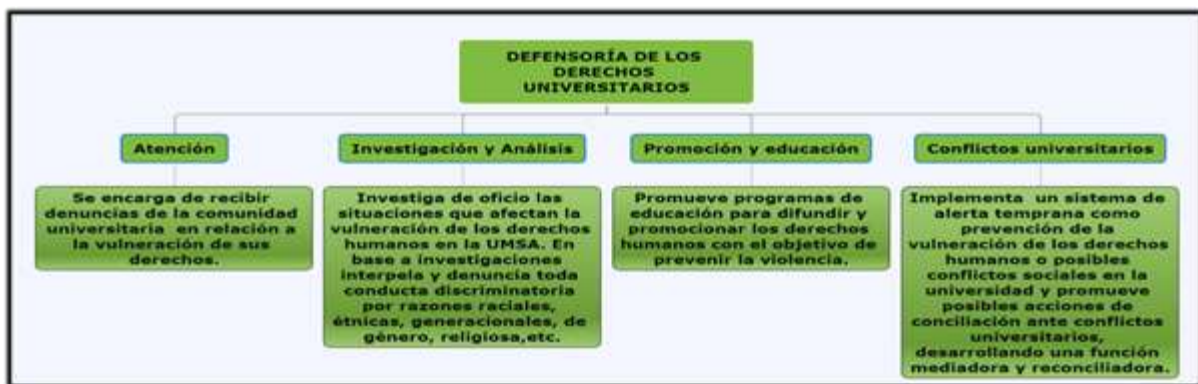 DEFENSORÍA DE LOS
DERECHOS
UNIVERSITARIOS
Atención
Se encarga de recibir
denuncias de la comunidad
universitaria en relación a
la vulneración de sus
derechos.
Investigación y Análisis
Investiga de oficio las
situaciones que afectan la
vulneración de los derechos
humanos en la UMSA. En
base a investigaciones
interpela y denuncia toda
conducta discriminatoria
por razones raciales,
étnicas, generacionales, de
género, religiosa,etc.
Promoción y educación
Promueve programas de
educación para difundir y
promocionar los derechos
humanos con el objetivo de
prevenir la violencia.
Conflictos universitarios
Implementa un sistema de
alerta temprana como
prevención de la
vulneración de los derechos
humanos o posibles
conflictos sociales en la
universidad y promueve
posibles acciones de
conciliación ante conflictos
universitarios,
desarrollando una función
mediadora y reconciliadora.